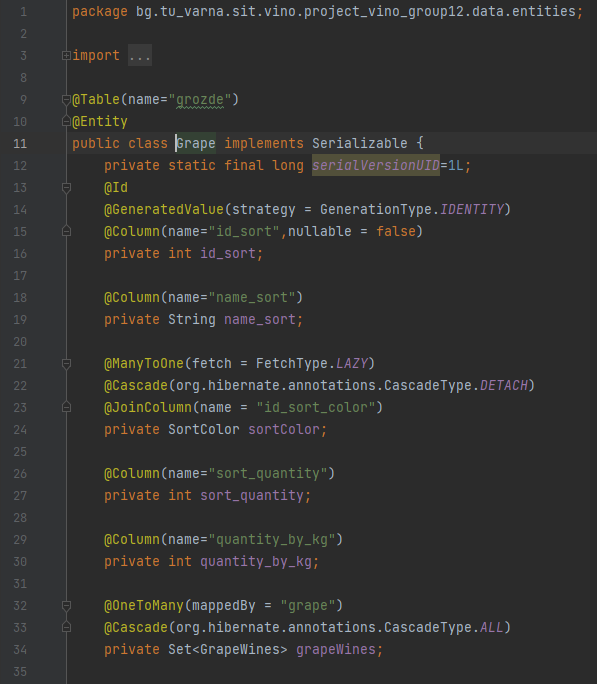 1 package bg.tu_varna.sit.vino.project_vino_group12.data.entities;
2
3 import ...
8
9 @Table(name="grozde")
10 @Entity
11 public class Grape implements Serializable {
12 private static final long serialVersionUID=1L;
13 @Id
14 @GeneratedValue(strategy = GenerationType.IDENTITY)
15 @Column(name="id_sort",nullable = false)
16 private int id_sort;
17
18 @Column(name="name_sort")
19 private String name_sort;
20
21 @ManyToOne(fetch = FetchType.LAZY)
22 @Cascade(org.hibernate.annotations.CascadeType.DETACH)
23 @JoinColumn(name = "id_sort_color")
24 private SortColor sortColor;
25
26 @Column(name="sort_quantity")
27 private int sort_quantity;
28
29 @Column(name="quantity_by_kg")
30 private int quantity_by_kg;
31
32 @OneToMany(mappedBy = "grape")
33 @Cascade(org.hibernate.annotations.CascadeType.ALL)
34 private Set<GrapeWines> grapeWines;
35